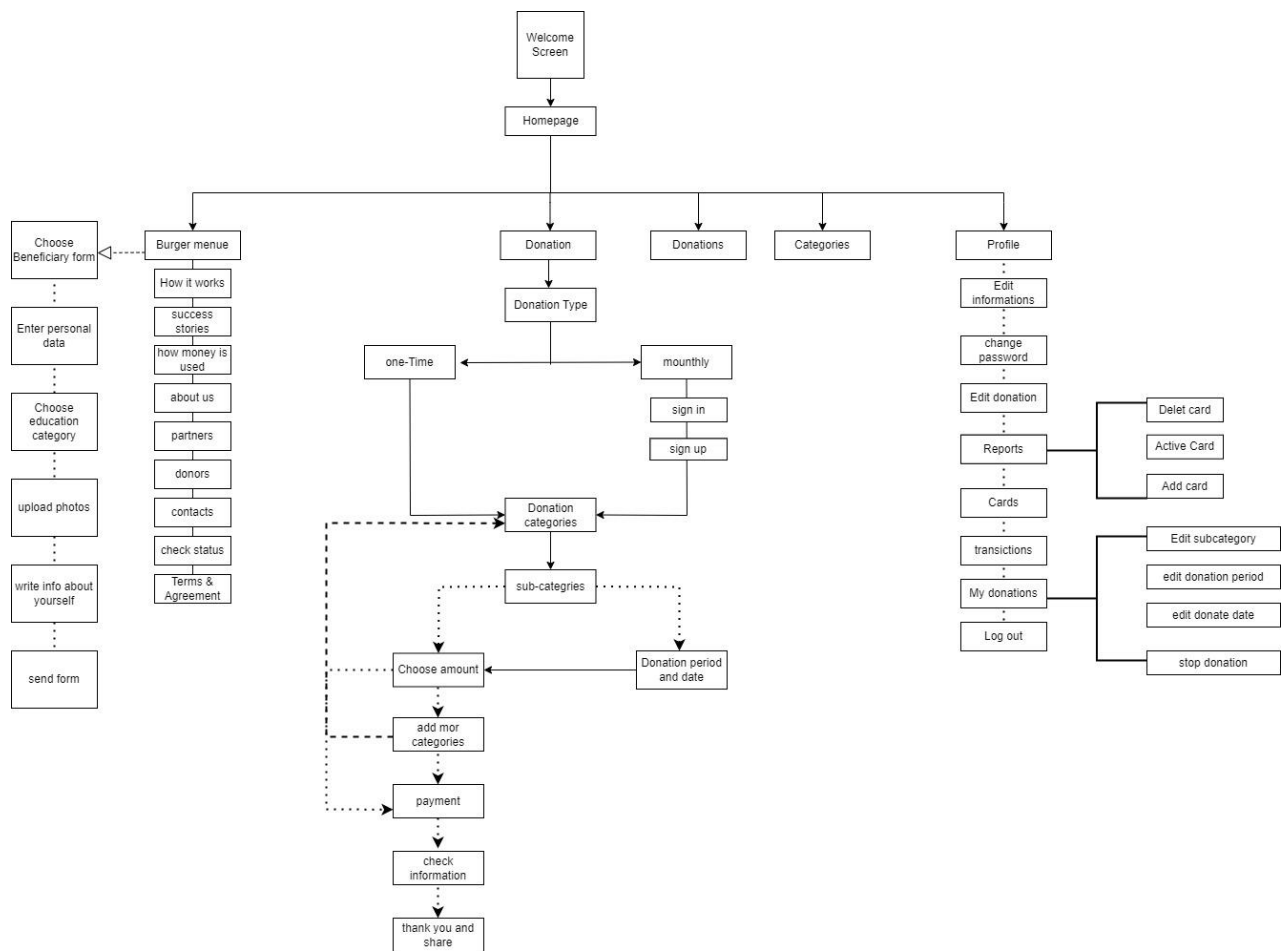 Welcome
Screen
Homepage
Choose
Beneficiary form
Burger menue
Donation
Donations
Categories
Profile
Enter personal
data
Choose
education
category
upload photos
write info about
yourself
send form
How it works
success
stories
how money is
used
about us
partners
donors
contacts
check status
Terms &
Agreement
Donation Type
one-Time
mounthly
sign in
sign up
Donation
categories
sub-categries
Choose amount
Donation period
and date
add mor
categories
payment
check
information
thank you and
share
Edit
informations
change
password
Edit donation
Reports
Cards
transictions
My donations
Log out
Delet card
Active Card
Add card
Edit subcategory
edit donation period
edit donate date
stop donation